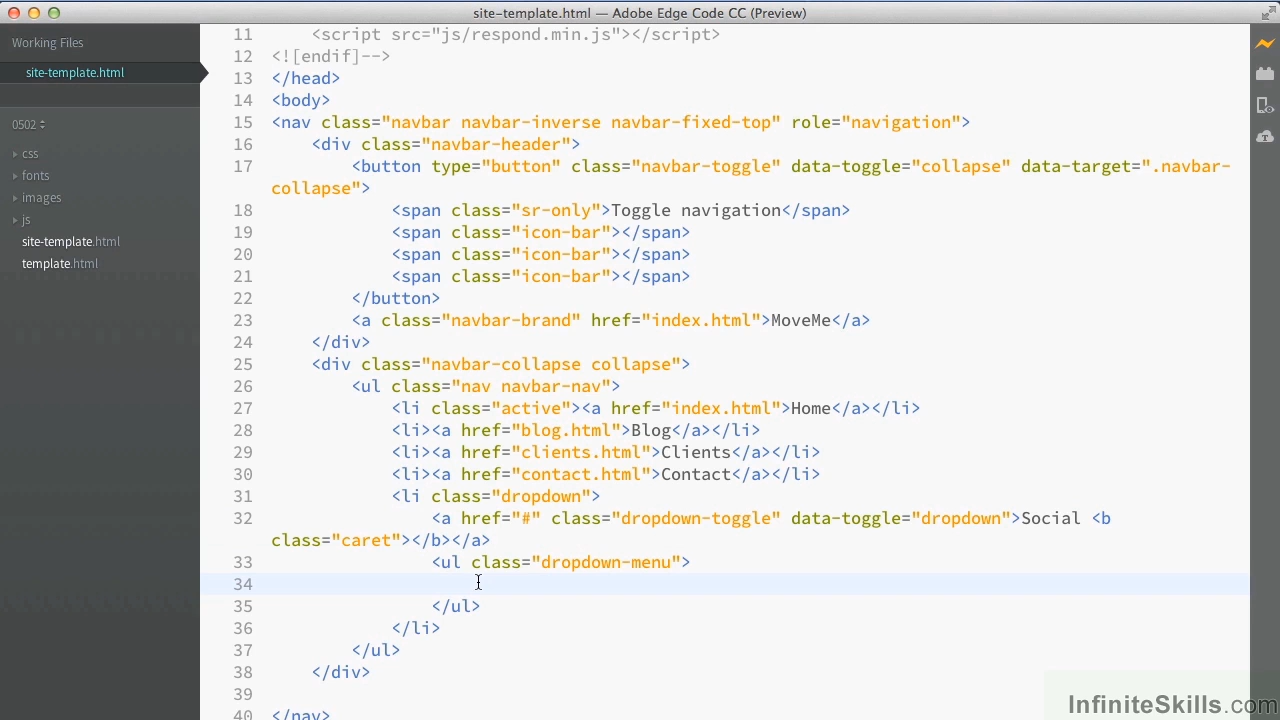 site-template.html — Adobe Edge Code CC (Preview)
Working Files
site-template.html
0502
css
fonts
images
js
site-template.html
template.html
11 <script src="js/respond.min.js"></script>
12 <![endif]-->
13 </head>
14 <body>
15 <nav class="navbar navbar-inverse navbar-fixed-top" role="navigation">
16 <div class="navbar-header">
17 <button type="button" class="navbar-toggle" data-toggle="collapse" data-target=".navbar-
collapse">
18 <span class="sr-only">Toggle navigation</span>
19 <span class="icon-bar"></span>
20 <span class="icon-bar"></span>
21 <span class="icon-bar"></span>
22 </button>
23 <a class="navbar-brand" href="index.html">MoveMe</a>
24 </div>
25 <div class="navbar-collapse collapse">
26 <ul class="nav navbar-nav">
27 <li class="active"><a href="index.html">Home</a></li>
28 <li><a href="blog.html">Blog</a></li>
29 <li><a href="clients.html">Clients</a></li>
30 <li><a href="contact.html">Contact</a></li>
31 <li class="dropdown">
32 <a href="#" class="dropdown-toggle" data-toggle="dropdown">Social <b
class="caret"></b></a>
33 <ul class="dropdown-menu">
34
35 </ul>
36 </li>
37 </ul>
38 </div>
39
40 </nav>
InfiniteSkills.com